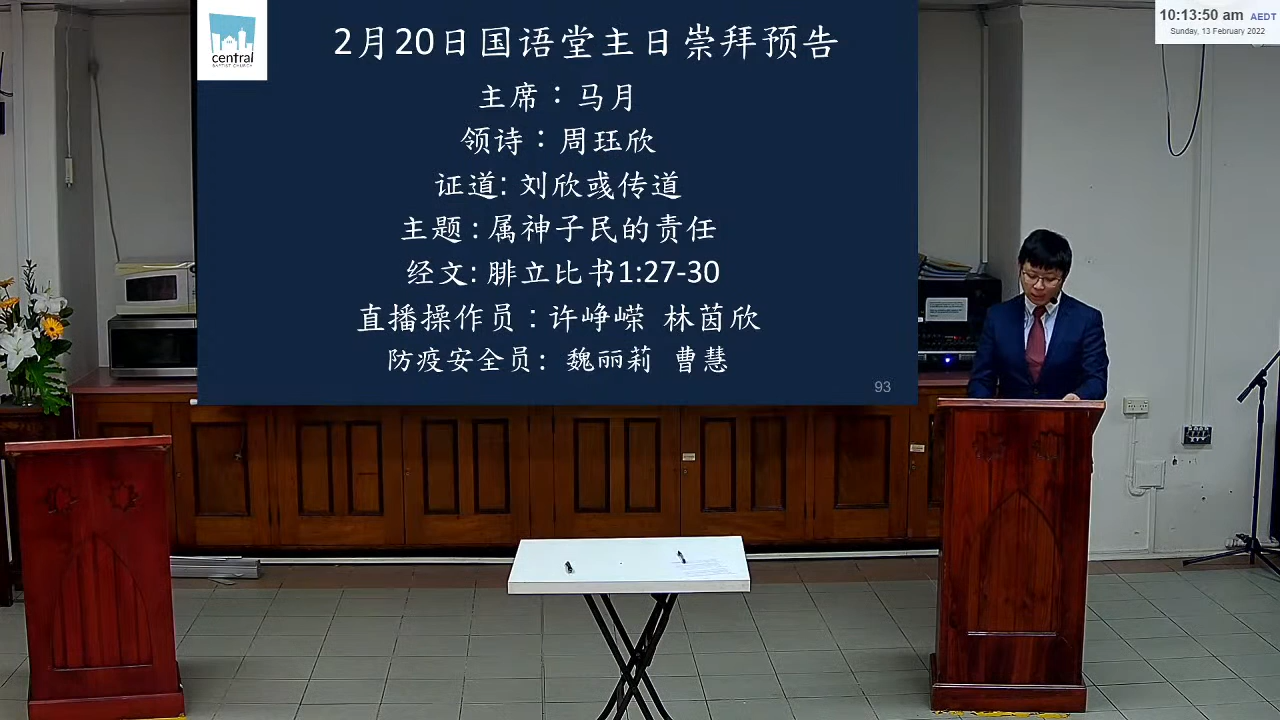 central
BAPTIST CHURCH
2月20日国语堂主日崇拜预告
主席：马月
领诗：周珏欣
证道: 刘欣彧传道
主题 : 属神子民的责任
经文: 腓立比书1:27-30
直播操作员：许峥嵘 林茵欣
防疫安全员： 魏丽莉 曹慧
93
10:13:50 am AEDT
Sunday, 13 February 2022